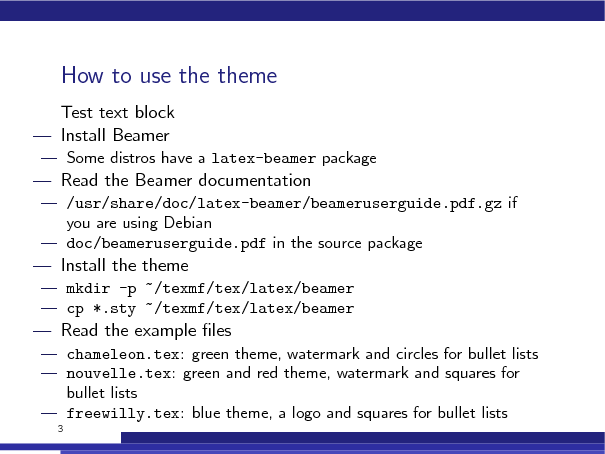 How to use the theme
Test text block
— Install Beamer
— Some distros have a latex-beamer package
— Read the Beamer documentation
— /usr/share/doc/latex-beamer/beameruserguide.pdf.gz if
you are using Debian
— doc/beameruserguide.pdf in the source package
— Install the theme
— mkdir -p ~/texmf/tex/latex/beamer
— cp *.sty ~/texmf/tex/latex/beamer
— Read the example files
— chameleon.tex: green theme, watermark and circles for bullet lists
— nouvelle.tex: green and red theme, watermark and squares for
bullet lists
— freewilly.tex: blue theme, a logo and squares for bullet lists
3